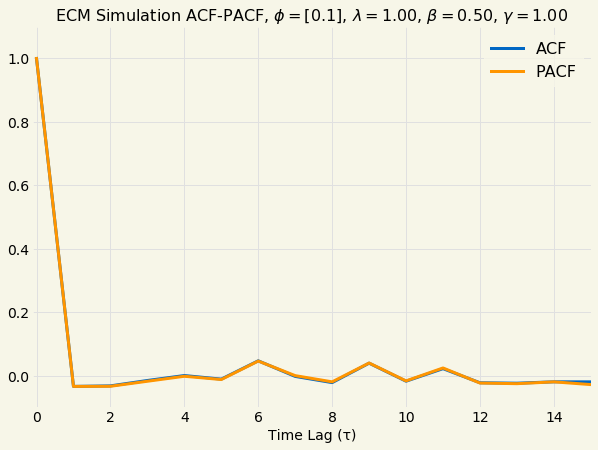 ECM Simulation ACF-PACF, ϕ = [0.1], λ = 1.00, β = 0.50, γ = 1.00
ACF
PACF
1.0
0.8
0.6
0.4
0.2
0.0
0 2 4 6 8 10 12 14
Time Lag (τ)